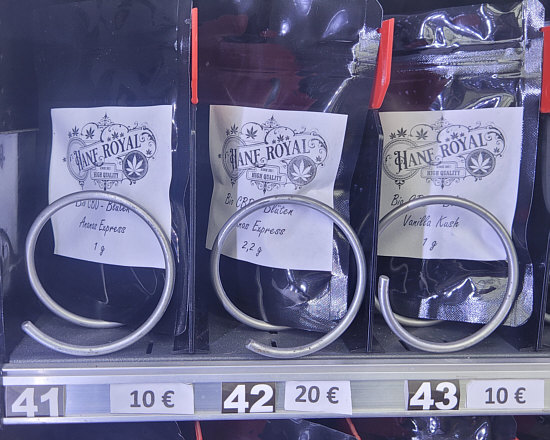 HANF ROYAL
HIGH QUALITY
Bio CBD - Blüten
Ananas Express
1 g
HANF ROYAL
HIGH QUALITY
Bio CBD - Blüten
Ananas Express
2,2 g
HANF ROYAL
HIGH QUALITY
Vanilla Kush
1 g
41 10 €
42 20 €
43 10 €